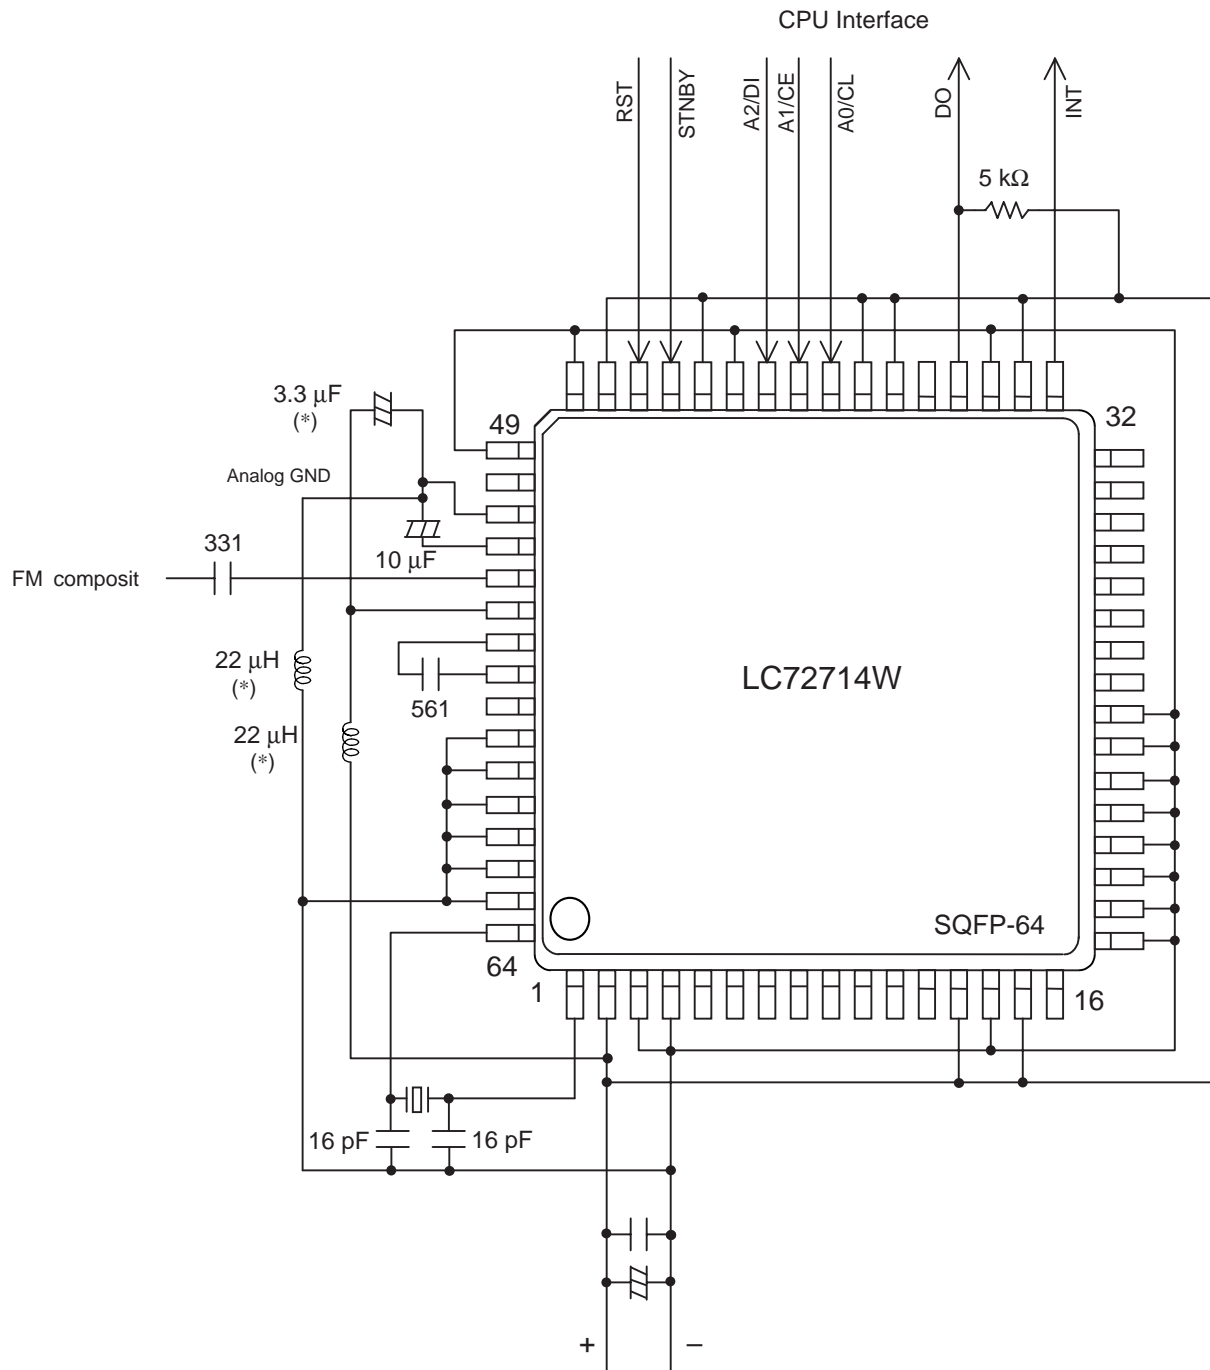 CPU Interface
RST
STNBY
A2/DI
A1/CE
A0/CL
DO
INT
5 kΩ
3.3 μF
(*)
49
32
Analog GND
331
10 μF
FM composit
22 μH
(*)
561
LC72714W
22 μH
(*)
SQFP-64
64
1
16
16 pF
16 pF
+
–